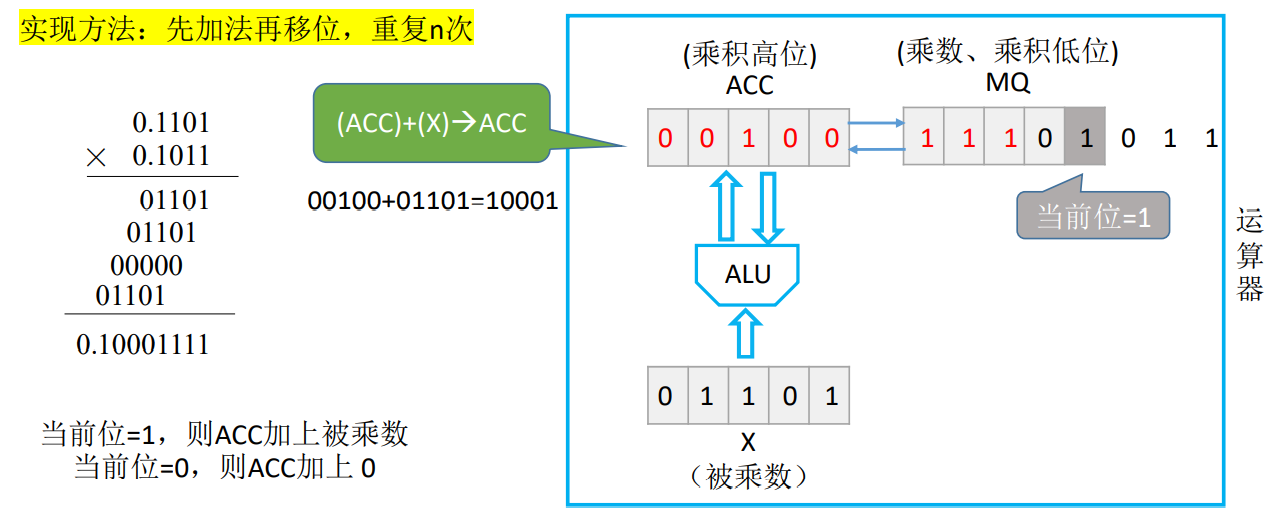 实现方法：先加法再移位，重复n次
0.1101
× 0.1011
01101
01101
00000
01101
0.10001111
当前位=1，则ACC加上被乘数
当前位=0，则ACC加上 0
(ACC)+(X)→ACC
00100+01101=10001
(乘积高位)
ACC
0 0 1 0 0
(乘数、乘积低位)
MQ
1 1 1 0 1 0 1 1
当前位=1
ALU
0 1 1 0 1
X
（被乘数）
运算器